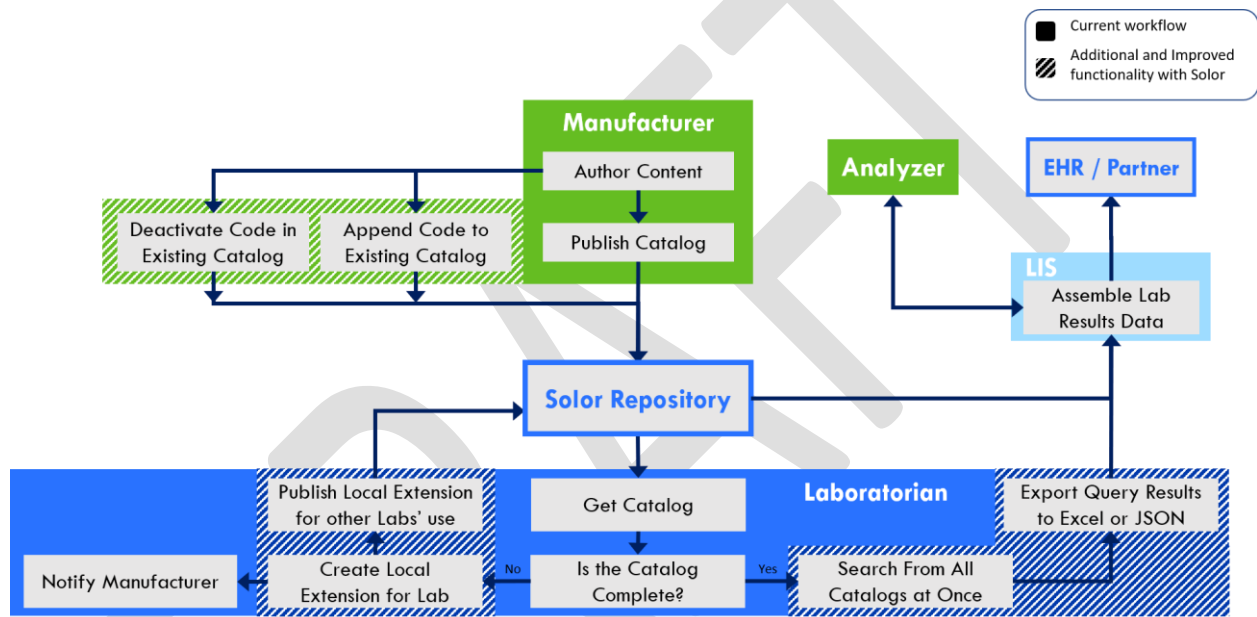 Current workflow
Additional and Improved
functionality with Solor
Manufacturer
Author Content
Publish Catalog
Deactivate Code in
Existing Catalog
Append Code to
Existing Catalog
Analyzer
EHR / Partner
LIS
Assemble Lab
Results Data
Solor Repository
Laboratorian
Publish Local Extension
for other Labs' use
Get Catalog
Export Query Results
to Excel or JSON
Notify Manufacturer
Create Local
Extension for Lab
No
Is the Catalog
Complete?
Yes
Search From All
Catalogs at Once
DRAFT